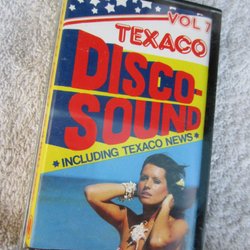 VOL 7
TEXACO
DISCO-
SOUND
*INCLUDING TEXACO NEWS*